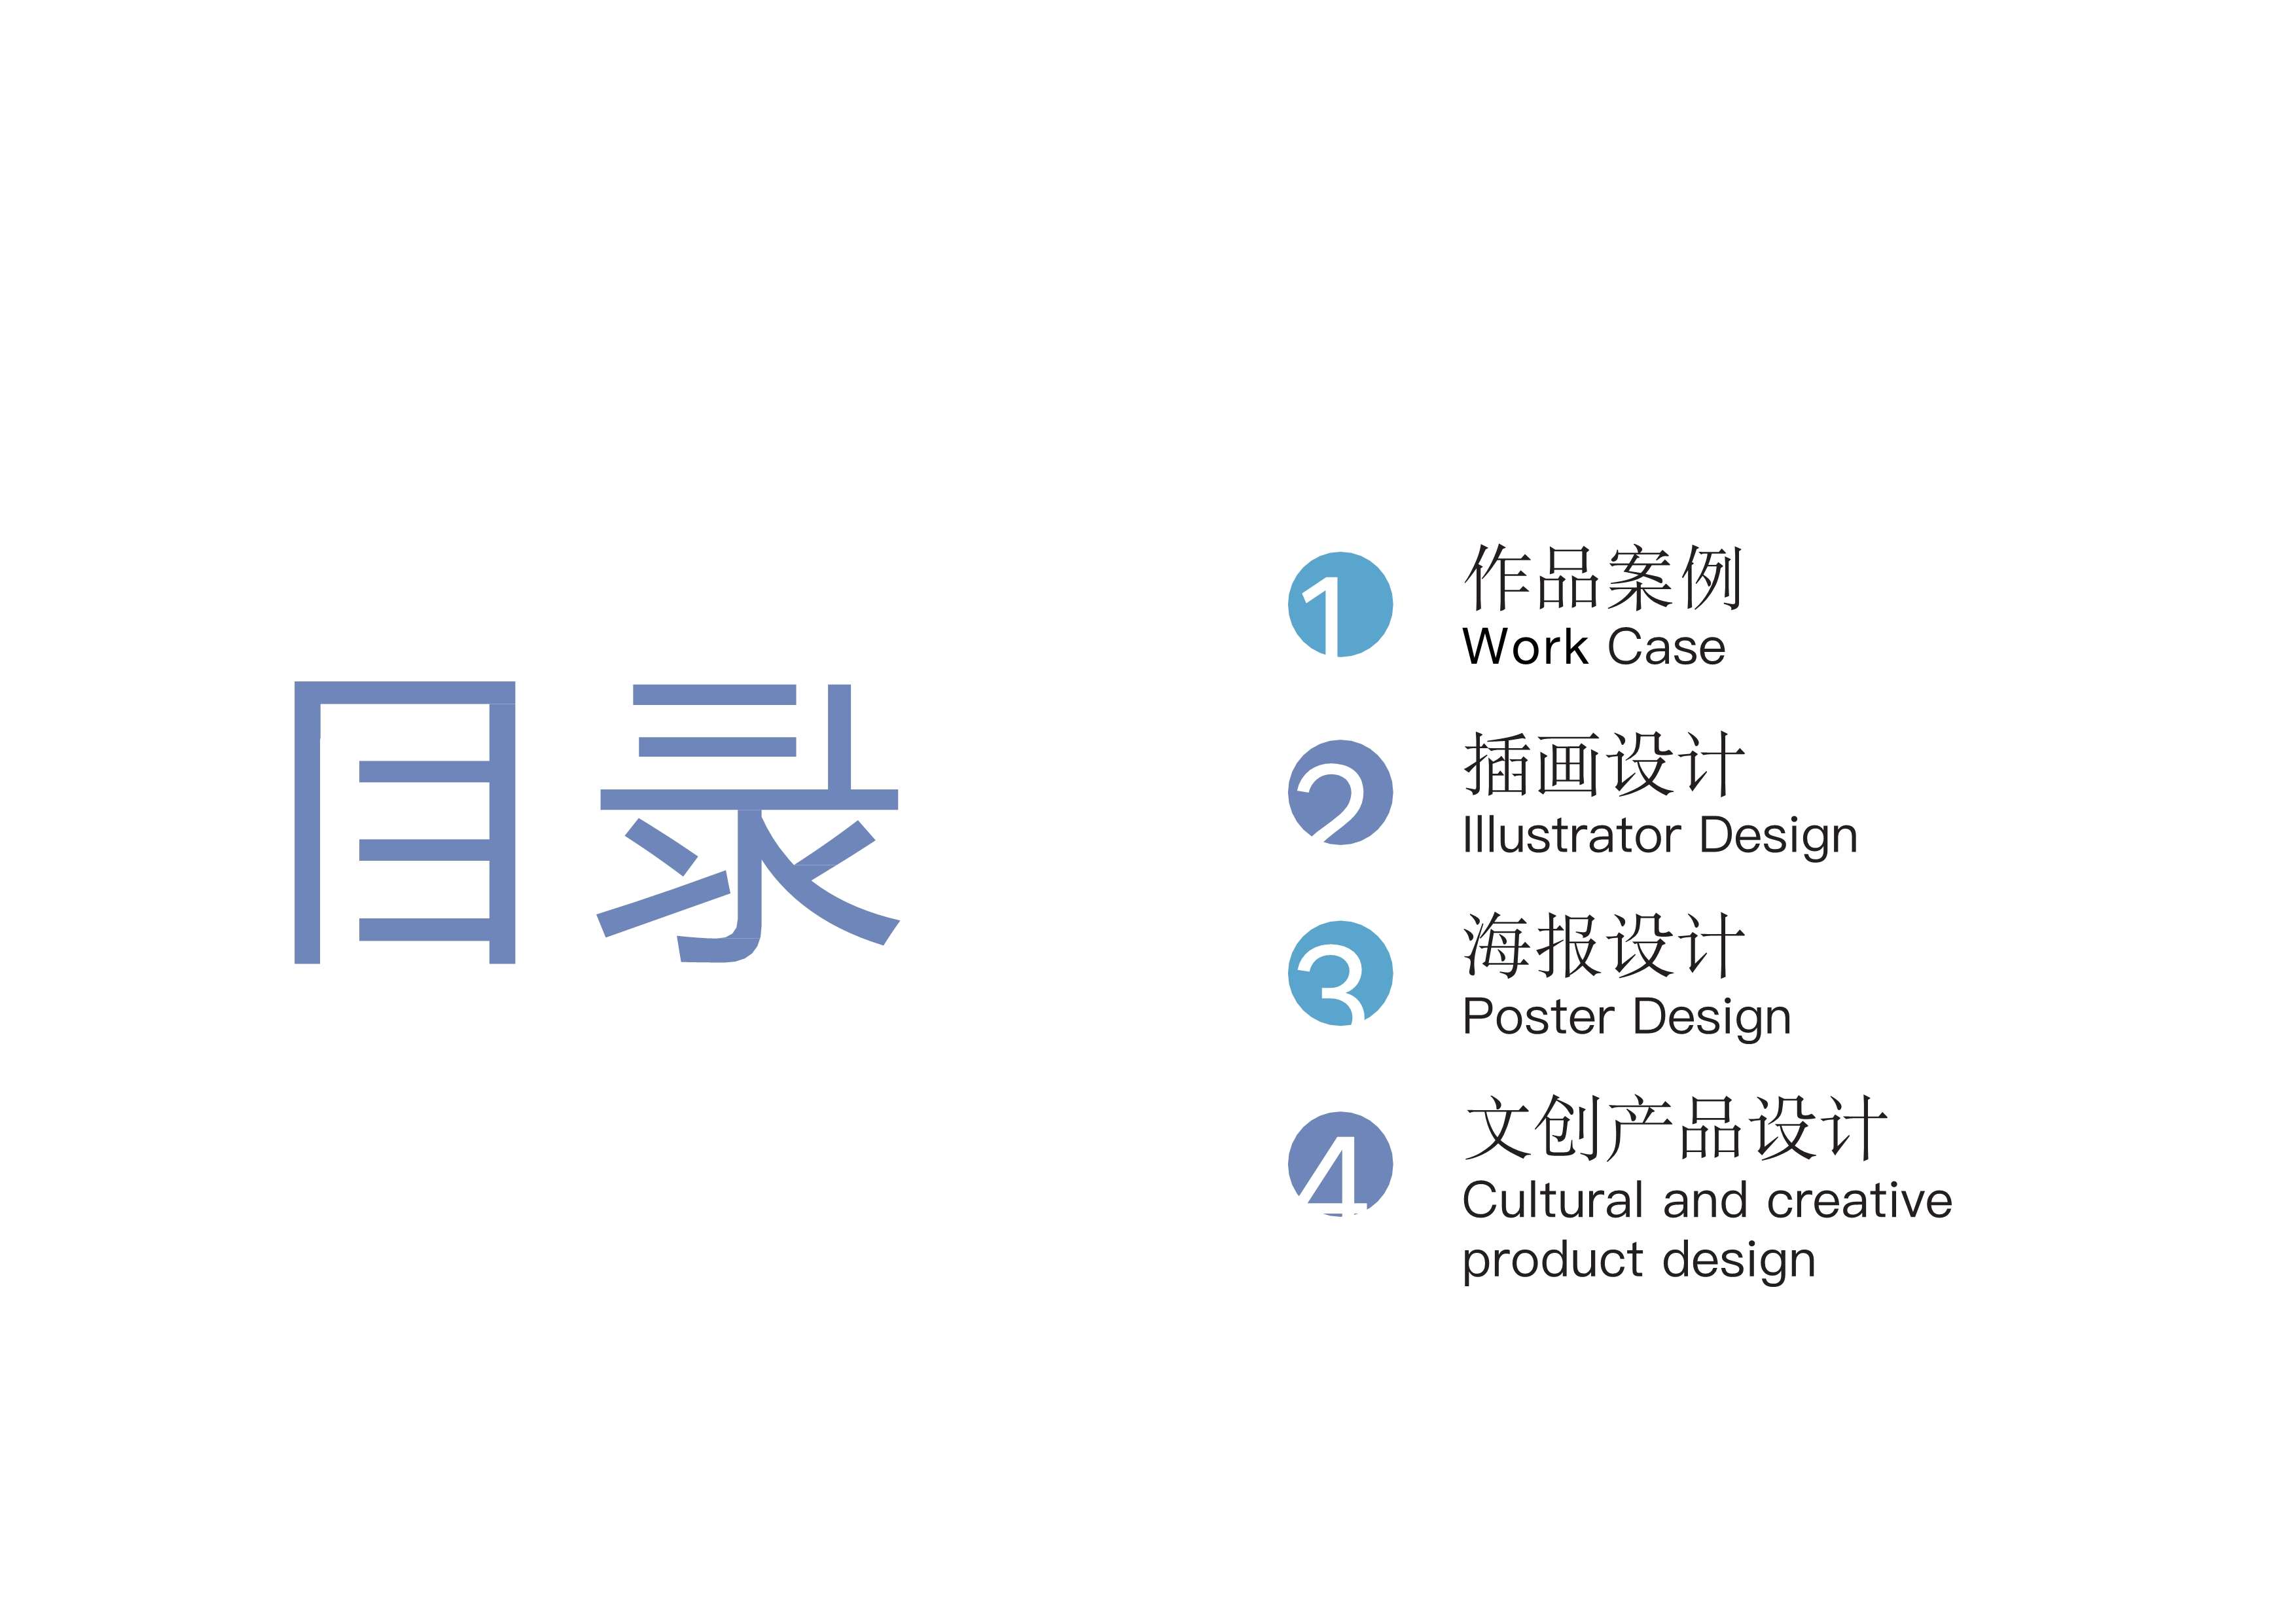 目录
1
作品案例
Work Case
2
插画设计
Illustrator Design
3
海报设计
Poster Design
4
文创产品设计
Cultural and creative
product design